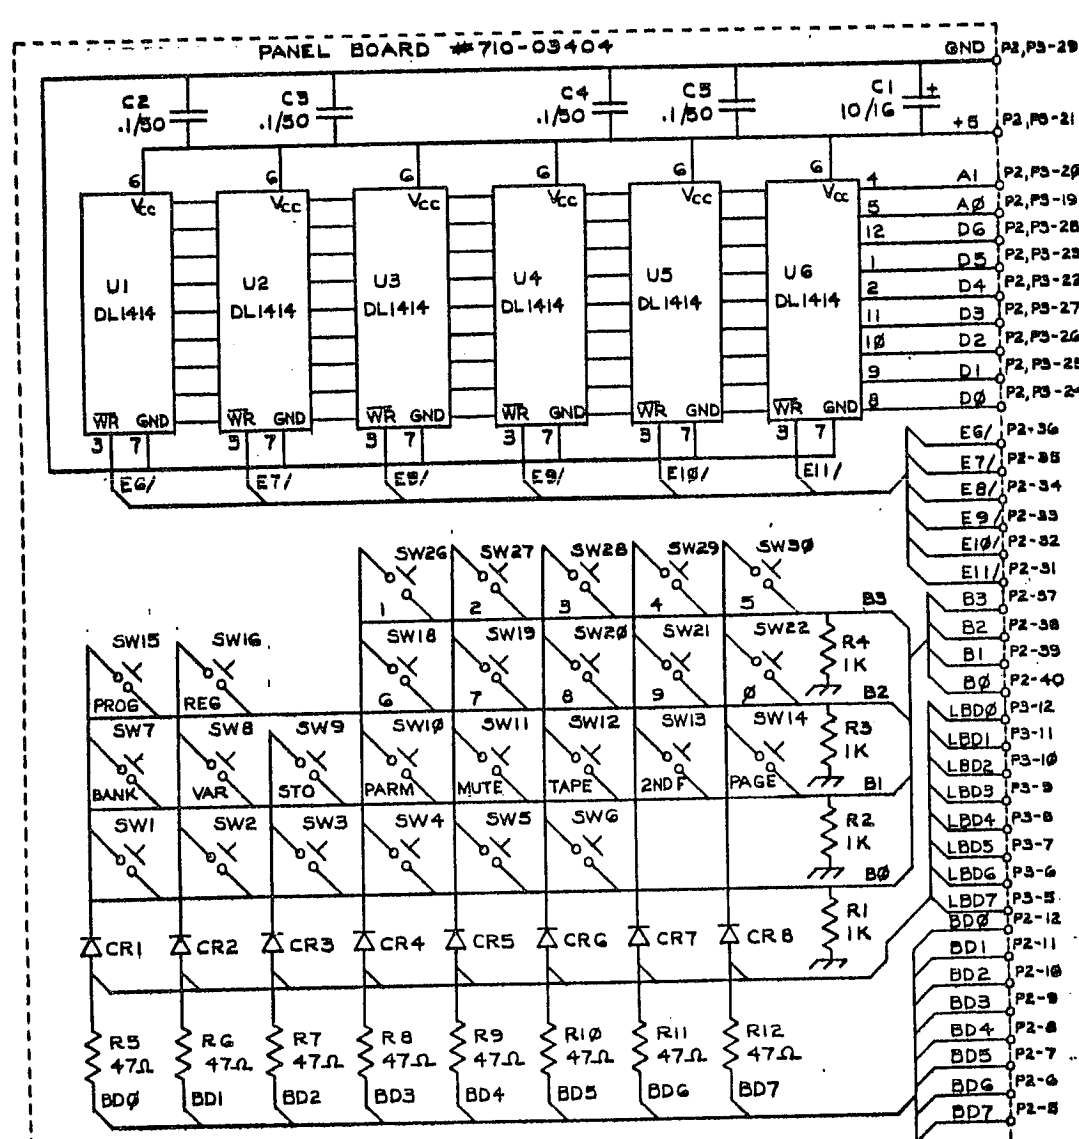 PANEL BOARD #710-03404
GND P2,P3-29
C2 .1/50
C3 .1/50
C4 .1/50
C5 .1/50
C1 10/16 +
+5 P2,P3-21
6 6 6 6 6 6
VCC VCC VCC VCC VCC VCC
4 A1 P2,P3-20
5 AØ P2,P3-19
12 D6 P2,P3-28
1 D5 P2,P3-23
2 D4 P2,P3-22
11 D3 P2,P3-27
1Ø D2 P2,P3-26
9 D1 P2,P3-25
8 DØ P2,P3-24
U1 DL1414
U2 DL1414
U3 DL1414
U4 DL1414
U5 DL1414
U6 DL1414
WR GND WR GND WR GND WR GND WR GND WR GND
3 7 3 7 3 7 3 7 3 7 3 7
E6/ E7/ E8/ E9/ E1Ø/ E11/
E6/ P2-36
E7/ P2-35
E8/ P2-34
E9/ P2-33
E1Ø/ P2-32
E11/ P2-31
B3 P2-37
B2 P2-38
B1 P2-39
BØ P2-40
SW26 SW27 SW28 SW29 SW3Ø
1 2 3 4 5 B3
SW15 SW16 SW18 SW19 SW2Ø SW21 SW22
R4 1K
PROG REG 6 7 8 9 Ø B2
SW7 SW8 SW9 SW1Ø SW11 SW12 SW13 SW14
R3 1K
BANK VAR STO PARM MUTE TAPE 2ND F PAGE B1
SW1 SW2 SW3 SW4 SW5 SW6
R2 1K
BØ
R1 1K
LBDØ P3-12
LBD1 P3-11
LBD2 P3-1Ø
LBD3 P3-9
LBD4 P3-8
LBD5 P3-7
LBD6 P3-6
LBD7 P3-5
CR1 CR2 CR3 CR4 CR5 CR6 CR7 CR8
BDØ P2-12
BD1 P2-11
BD2 P2-1Ø
BD3 P2-9
BD4 P2-8
BD5 P2-7
BD6 P2-6
BD7 P2-5
R5 R6 R7 R8 R9 R1Ø R11 R12
47Ω 47Ω 47Ω 47Ω 47Ω 47Ω 47Ω 47Ω
BDØ BD1 BD2 BD3 BD4 BD5 BD6 BD7